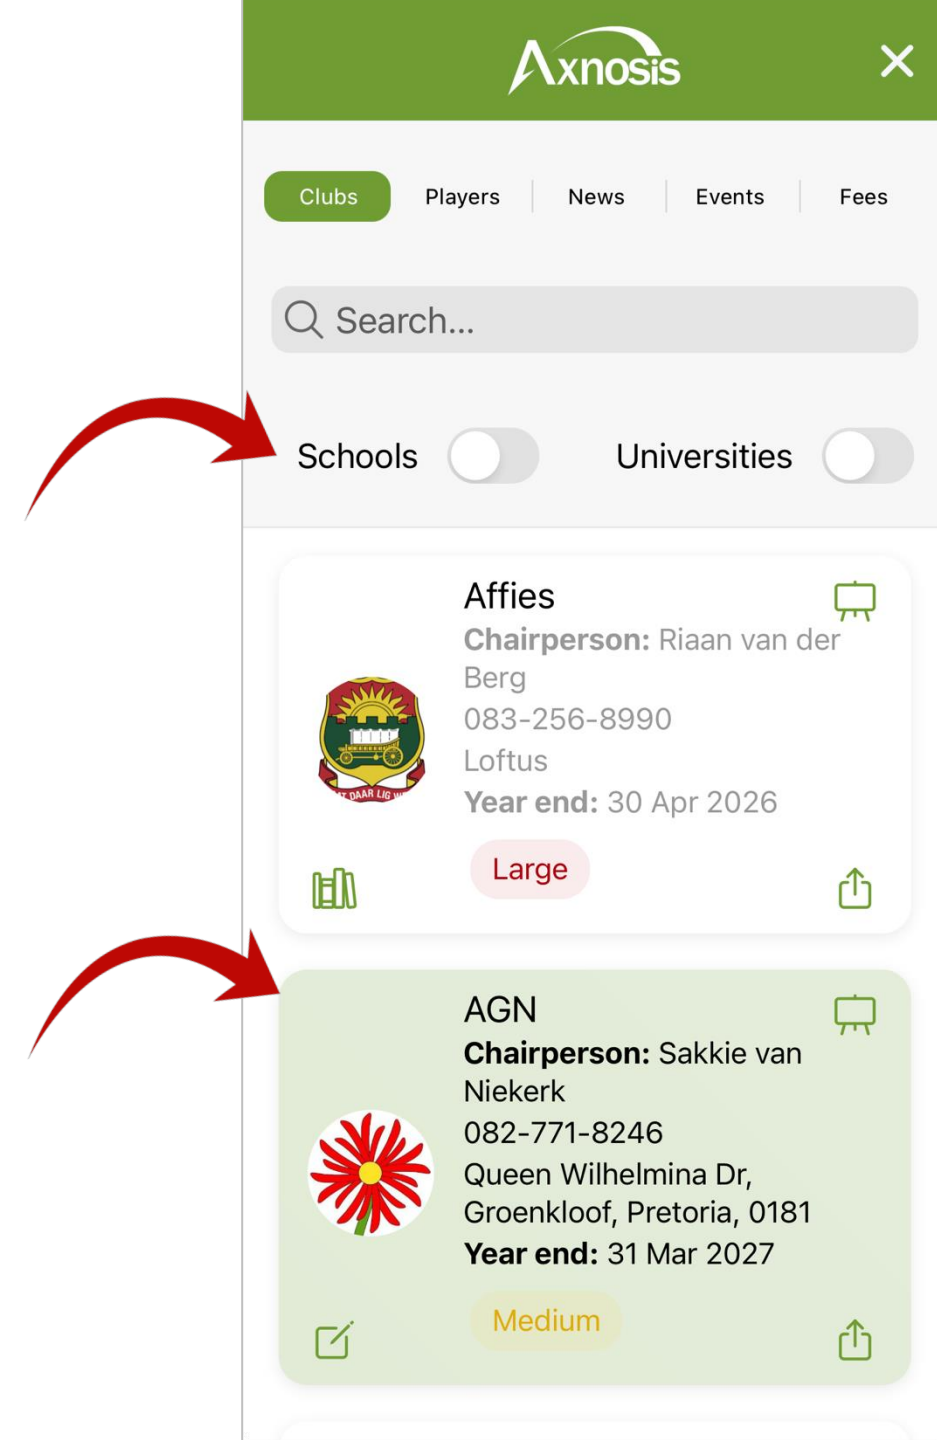 Axnosis
Clubs
Players
News
Events
Fees
Search...
Schools
Universities
Affies
Chairperson: Riaan van der
Berg
083-256-8990
Loftus
Year end: 30 Apr 2026
DAAR LIG
Large
AGN
Chairperson: Sakkie van
Niekerk
082-771-8246
Queen Wilhelmina Dr,
Groenkloof, Pretoria, 0181
Year end: 31 Mar 2027
Medium